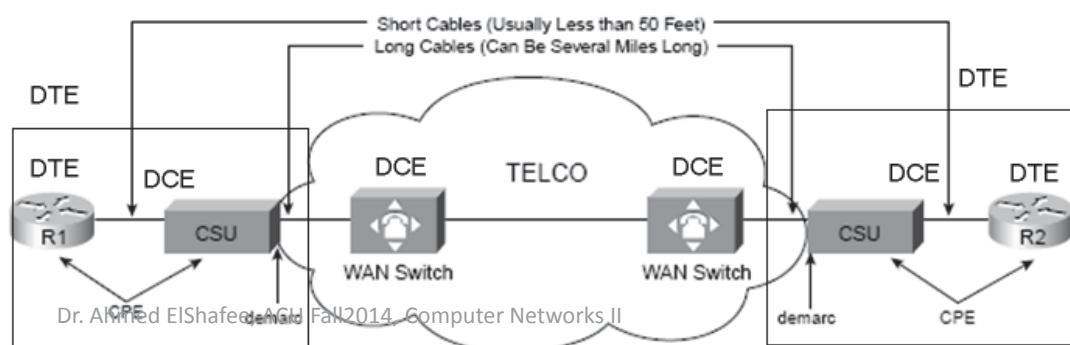 Short Cables (Usually Less than 50 Feet)
Long Cables (Can Be Several Miles Long)
DTE
DTE
DTE
DCE
DCE
TELCO
DCE
DCE
DTE
R1
CSU
WAN Switch
WAN Switch
CSU
R2
CPE
demarc
demarc
CPE
Dr. Ahmed ElShafee, ACU Fall2014, Computer Networks II